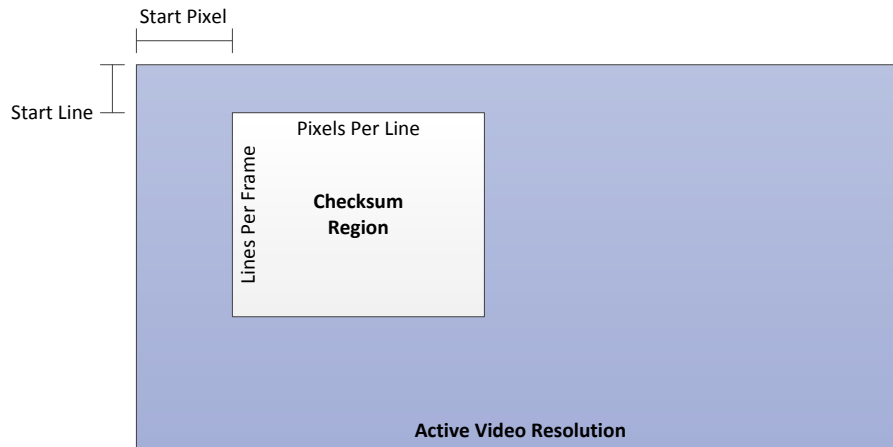 Start Pixel
Start Line
Pixels Per Line
Lines Per Frame
Checksum
Region
Active Video Resolution